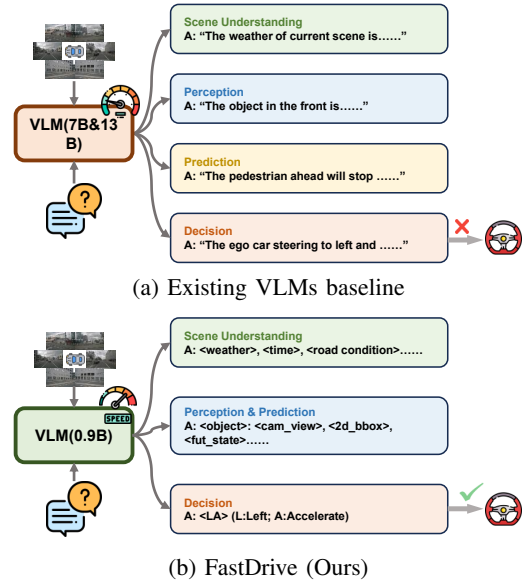 Scene Understanding
A: “The weather of current scene is……”
Perception
A: “The object in the front is……”
VLM(7B&13
B)
Prediction
A: “The pedestrian ahead will stop ……”
?
Decision
A: “The ego car steering to left and ……”
(a) Existing VLMs baseline
Scene Understanding
A: <weather>, <time>, <road condition>……
SPEED
VLM(0.9B)
Perception & Prediction
A: <object>: <cam_view>, <2d_bbox>,
<fut_state>……
?
Decision
A: <LA> (L:Left; A:Accelerate)
(b) FastDrive (Ours)